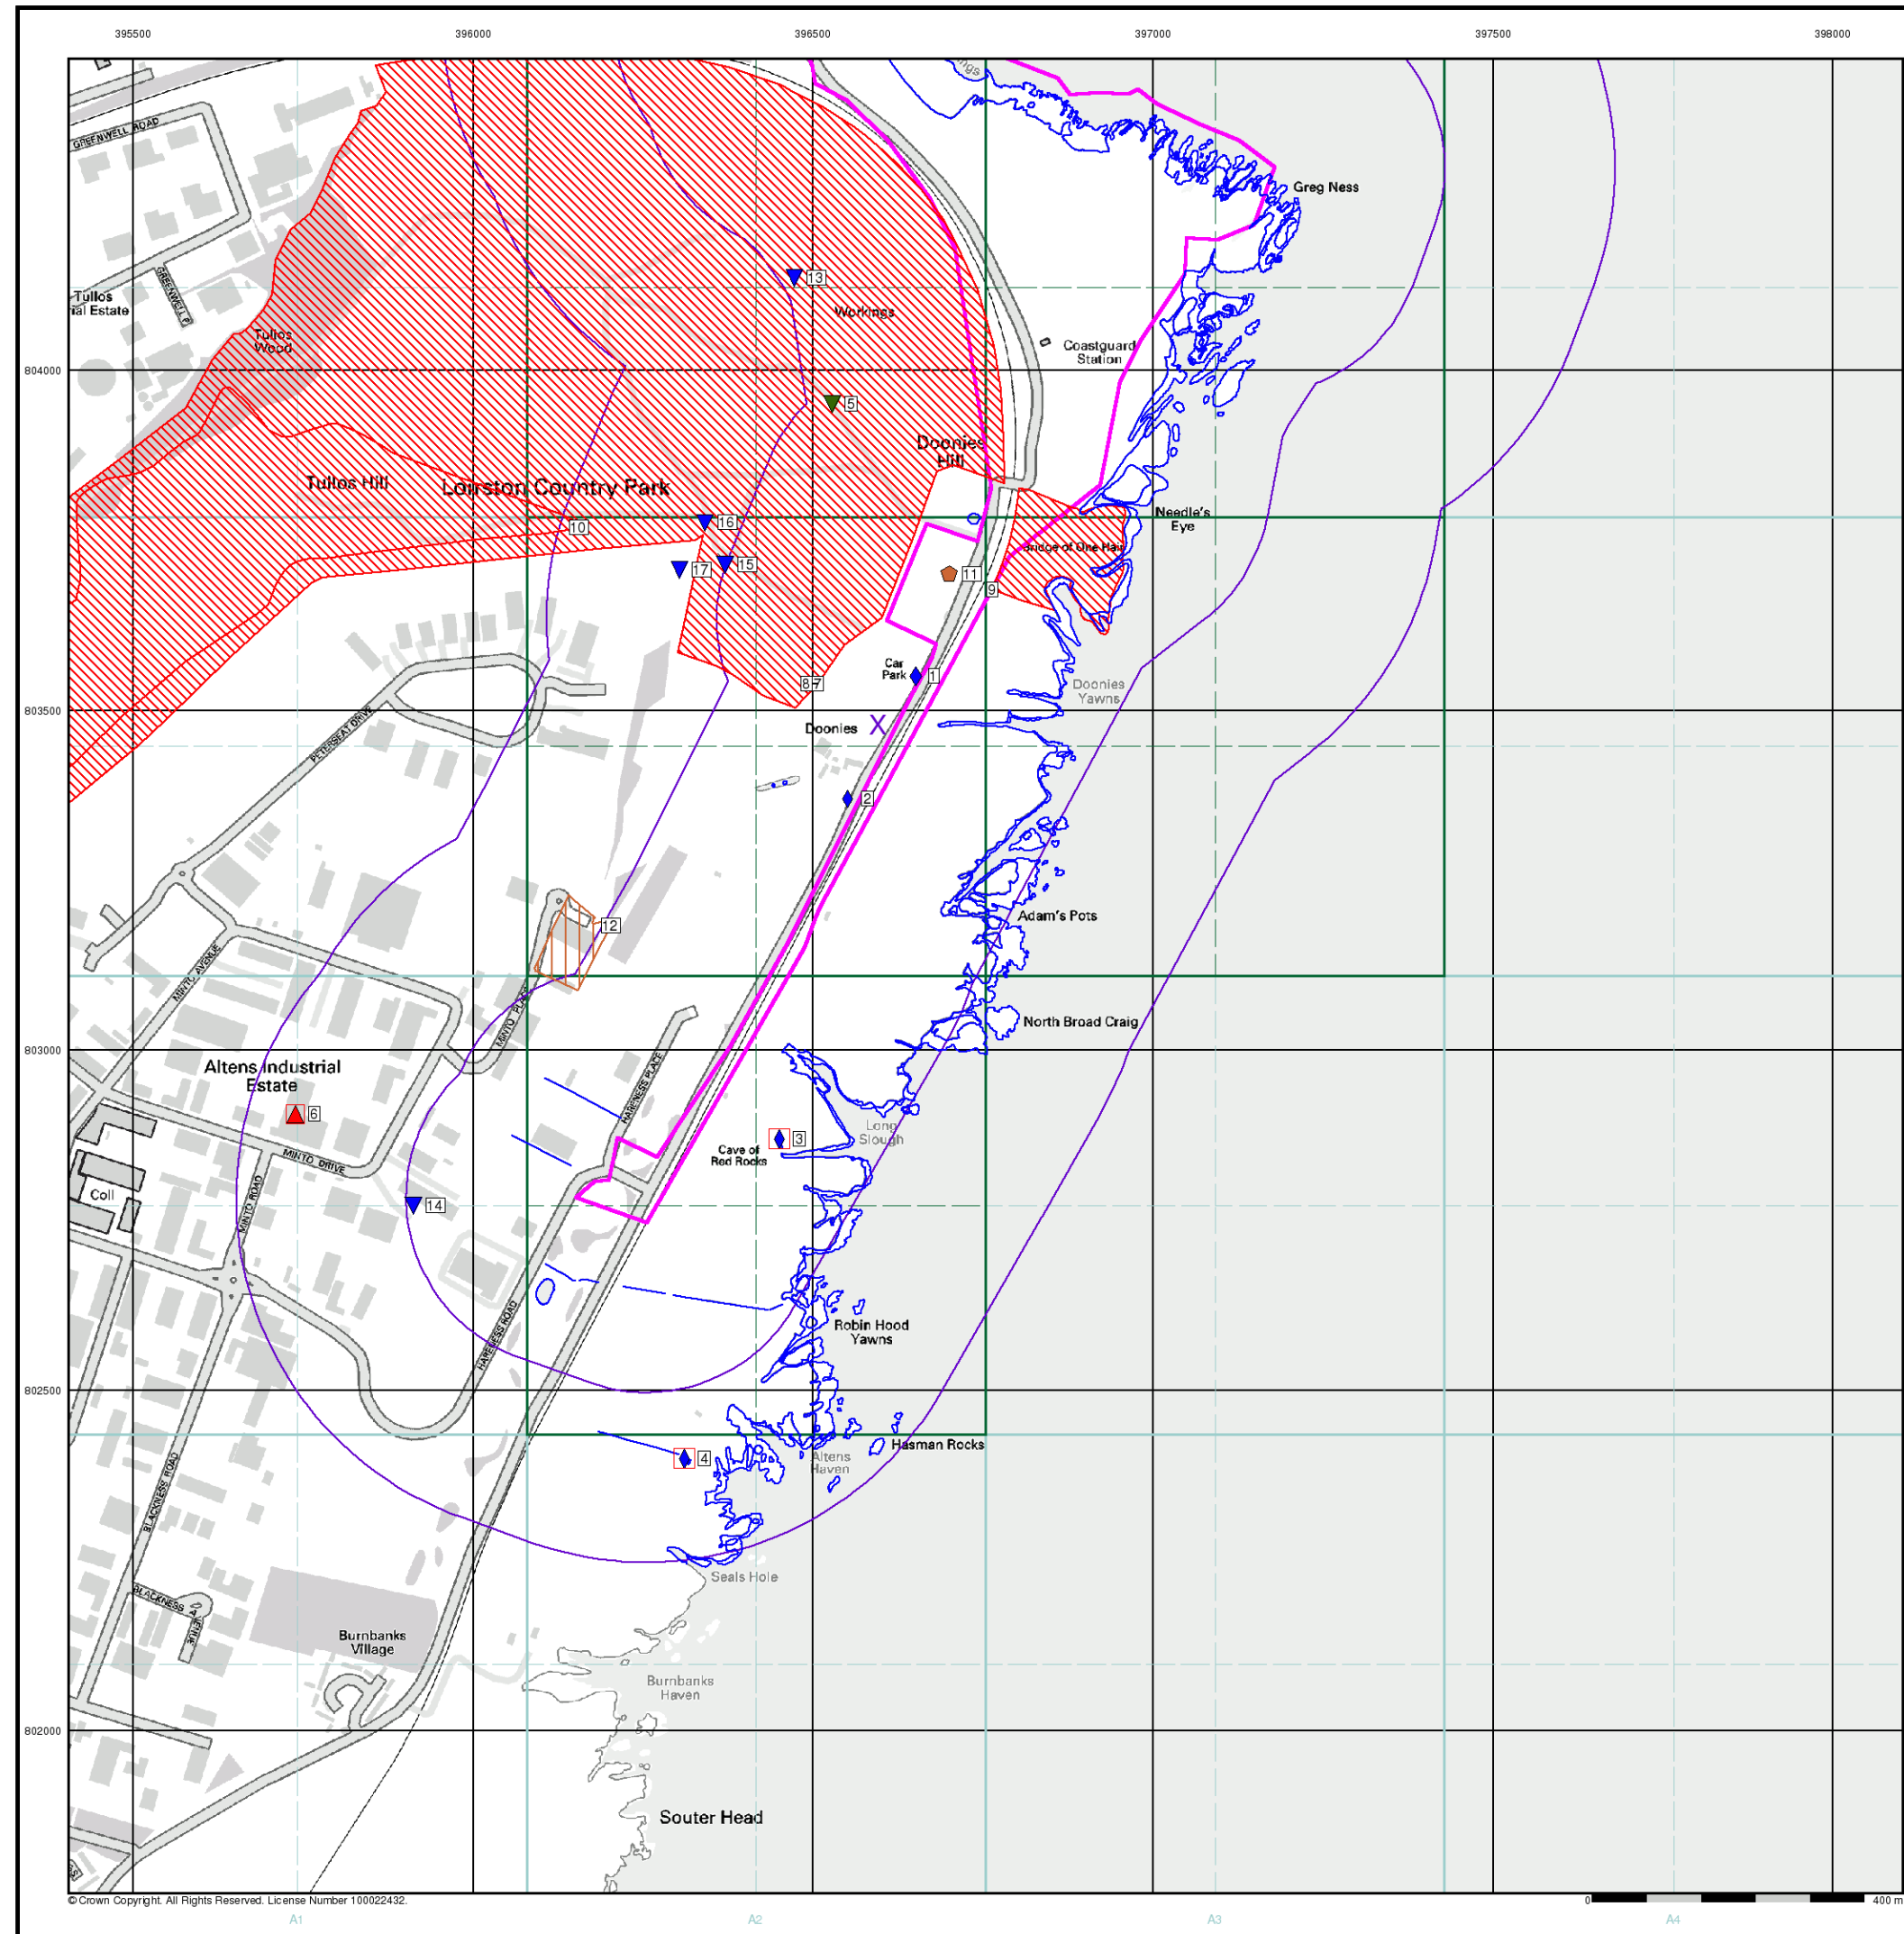 395500
396000
396500
397000
397500
398000
ngs
GREENWELL ROAD
Greg Ness
13
GREENWELL P
Tullos
rial Estate
Workings
Tullos
Wood
Coastguard
Station
804000
5
Doonies
Hill
Tullos Hill
Loirston Country Park
Needle's
Eye
16
10
Bridge of One Hair
15
17
11
9
Car
Park
1
8
7
Doonies
Yawns
803500
PETERSEAT DRIVE
Doonies
X
2
Adam's Pots
12
MINTO AVENUE
MINTO PLACE
North Broad Craig
803000
Altens Industrial
Estate
HARENESS PLACE
6
Long
Slough
3
Cave of
Red Rocks
MINTO DRIVE
Coll
MINTO ROAD
14
Robin Hood
Yawns
HARENESS ROAD
802500
Hasman Rocks
Altens
Haven
4
BLACKNESS ROAD
Seals Hole
BLACKNESS AVENUE
Burnbanks
Village
Burnbanks
Haven
802000
Souter Head
© Crown Copyright. All Rights Reserved. License Number 100022432.
0
400 m
A1
A2
A3
A4